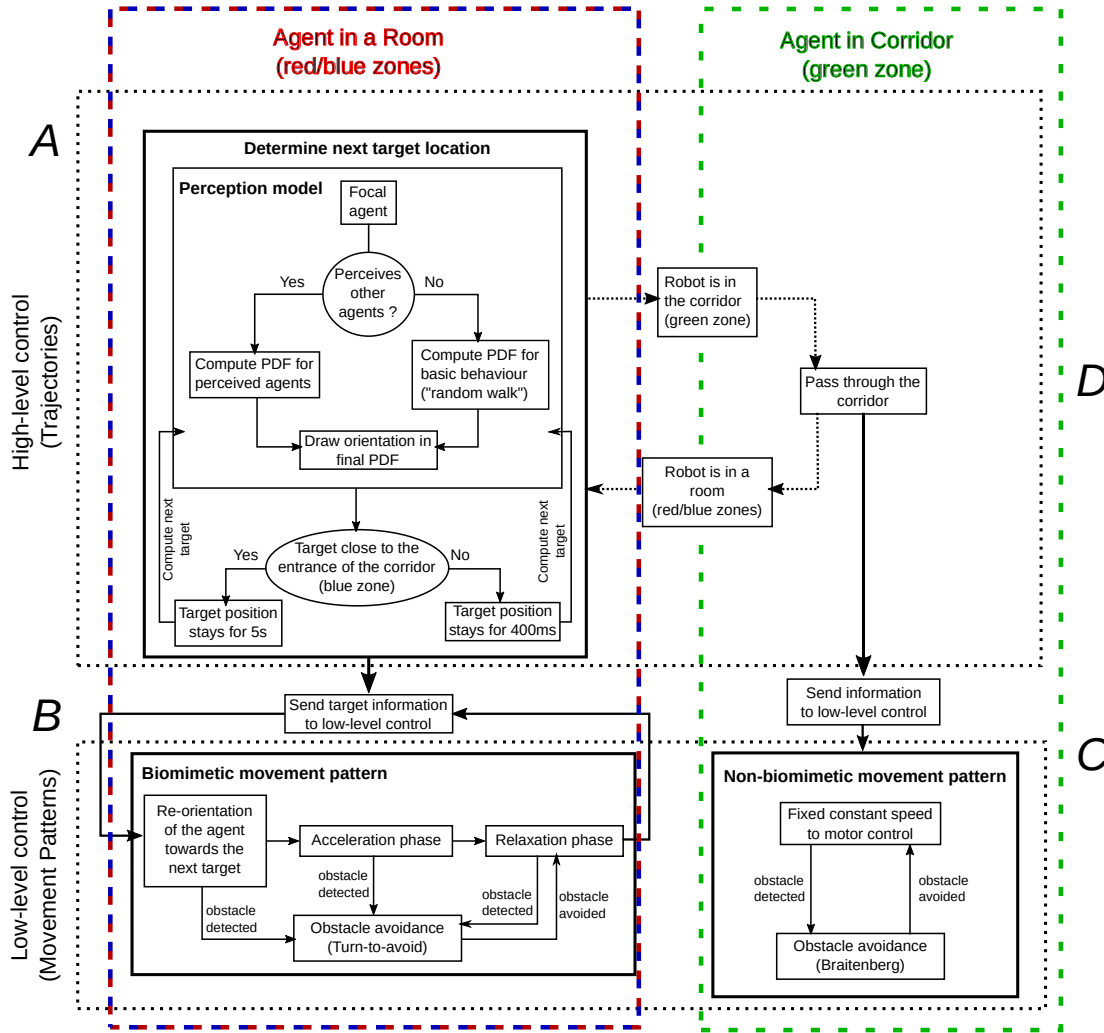 Agent in a Room
(red/blue zones)
Agent in Corridor
(green zone)
A
High-level control
(Trajectories)
Determine next target location
Perception model
Focal
agent
Perceives
other
agents ?
Yes
No
Compute PDF for
perceived agents
Compute PDF for
basic behaviour
("random walk")
Draw orientation in
final PDF
Compute next
target
Compute next
target
Target close to the
entrance of the corridor
(blue zone)
Yes
No
Target position
stays for 5s
Target position
stays for 400ms
Robot is in
the corridor
(green zone)
Pass through the
corridor
Robot is in a
room
(red/blue zones)
D
B
Send target information
to low-level control
Send information
to low-level control
C
Low-level control
(Movement Patterns)
Biomimetic movement pattern
Re-orientation
of the agent
towards the
next target
Acceleration phase
Relaxation phase
obstacle
detected
obstacle
detected
obstacle
detected
obstacle
avoided
Obstacle avoidance
(Turn-to-avoid)
Non-biomimetic movement pattern
Fixed constant speed
to motor control
obstacle
detected
obstacle
avoided
Obstacle avoidance
(Braitenberg)